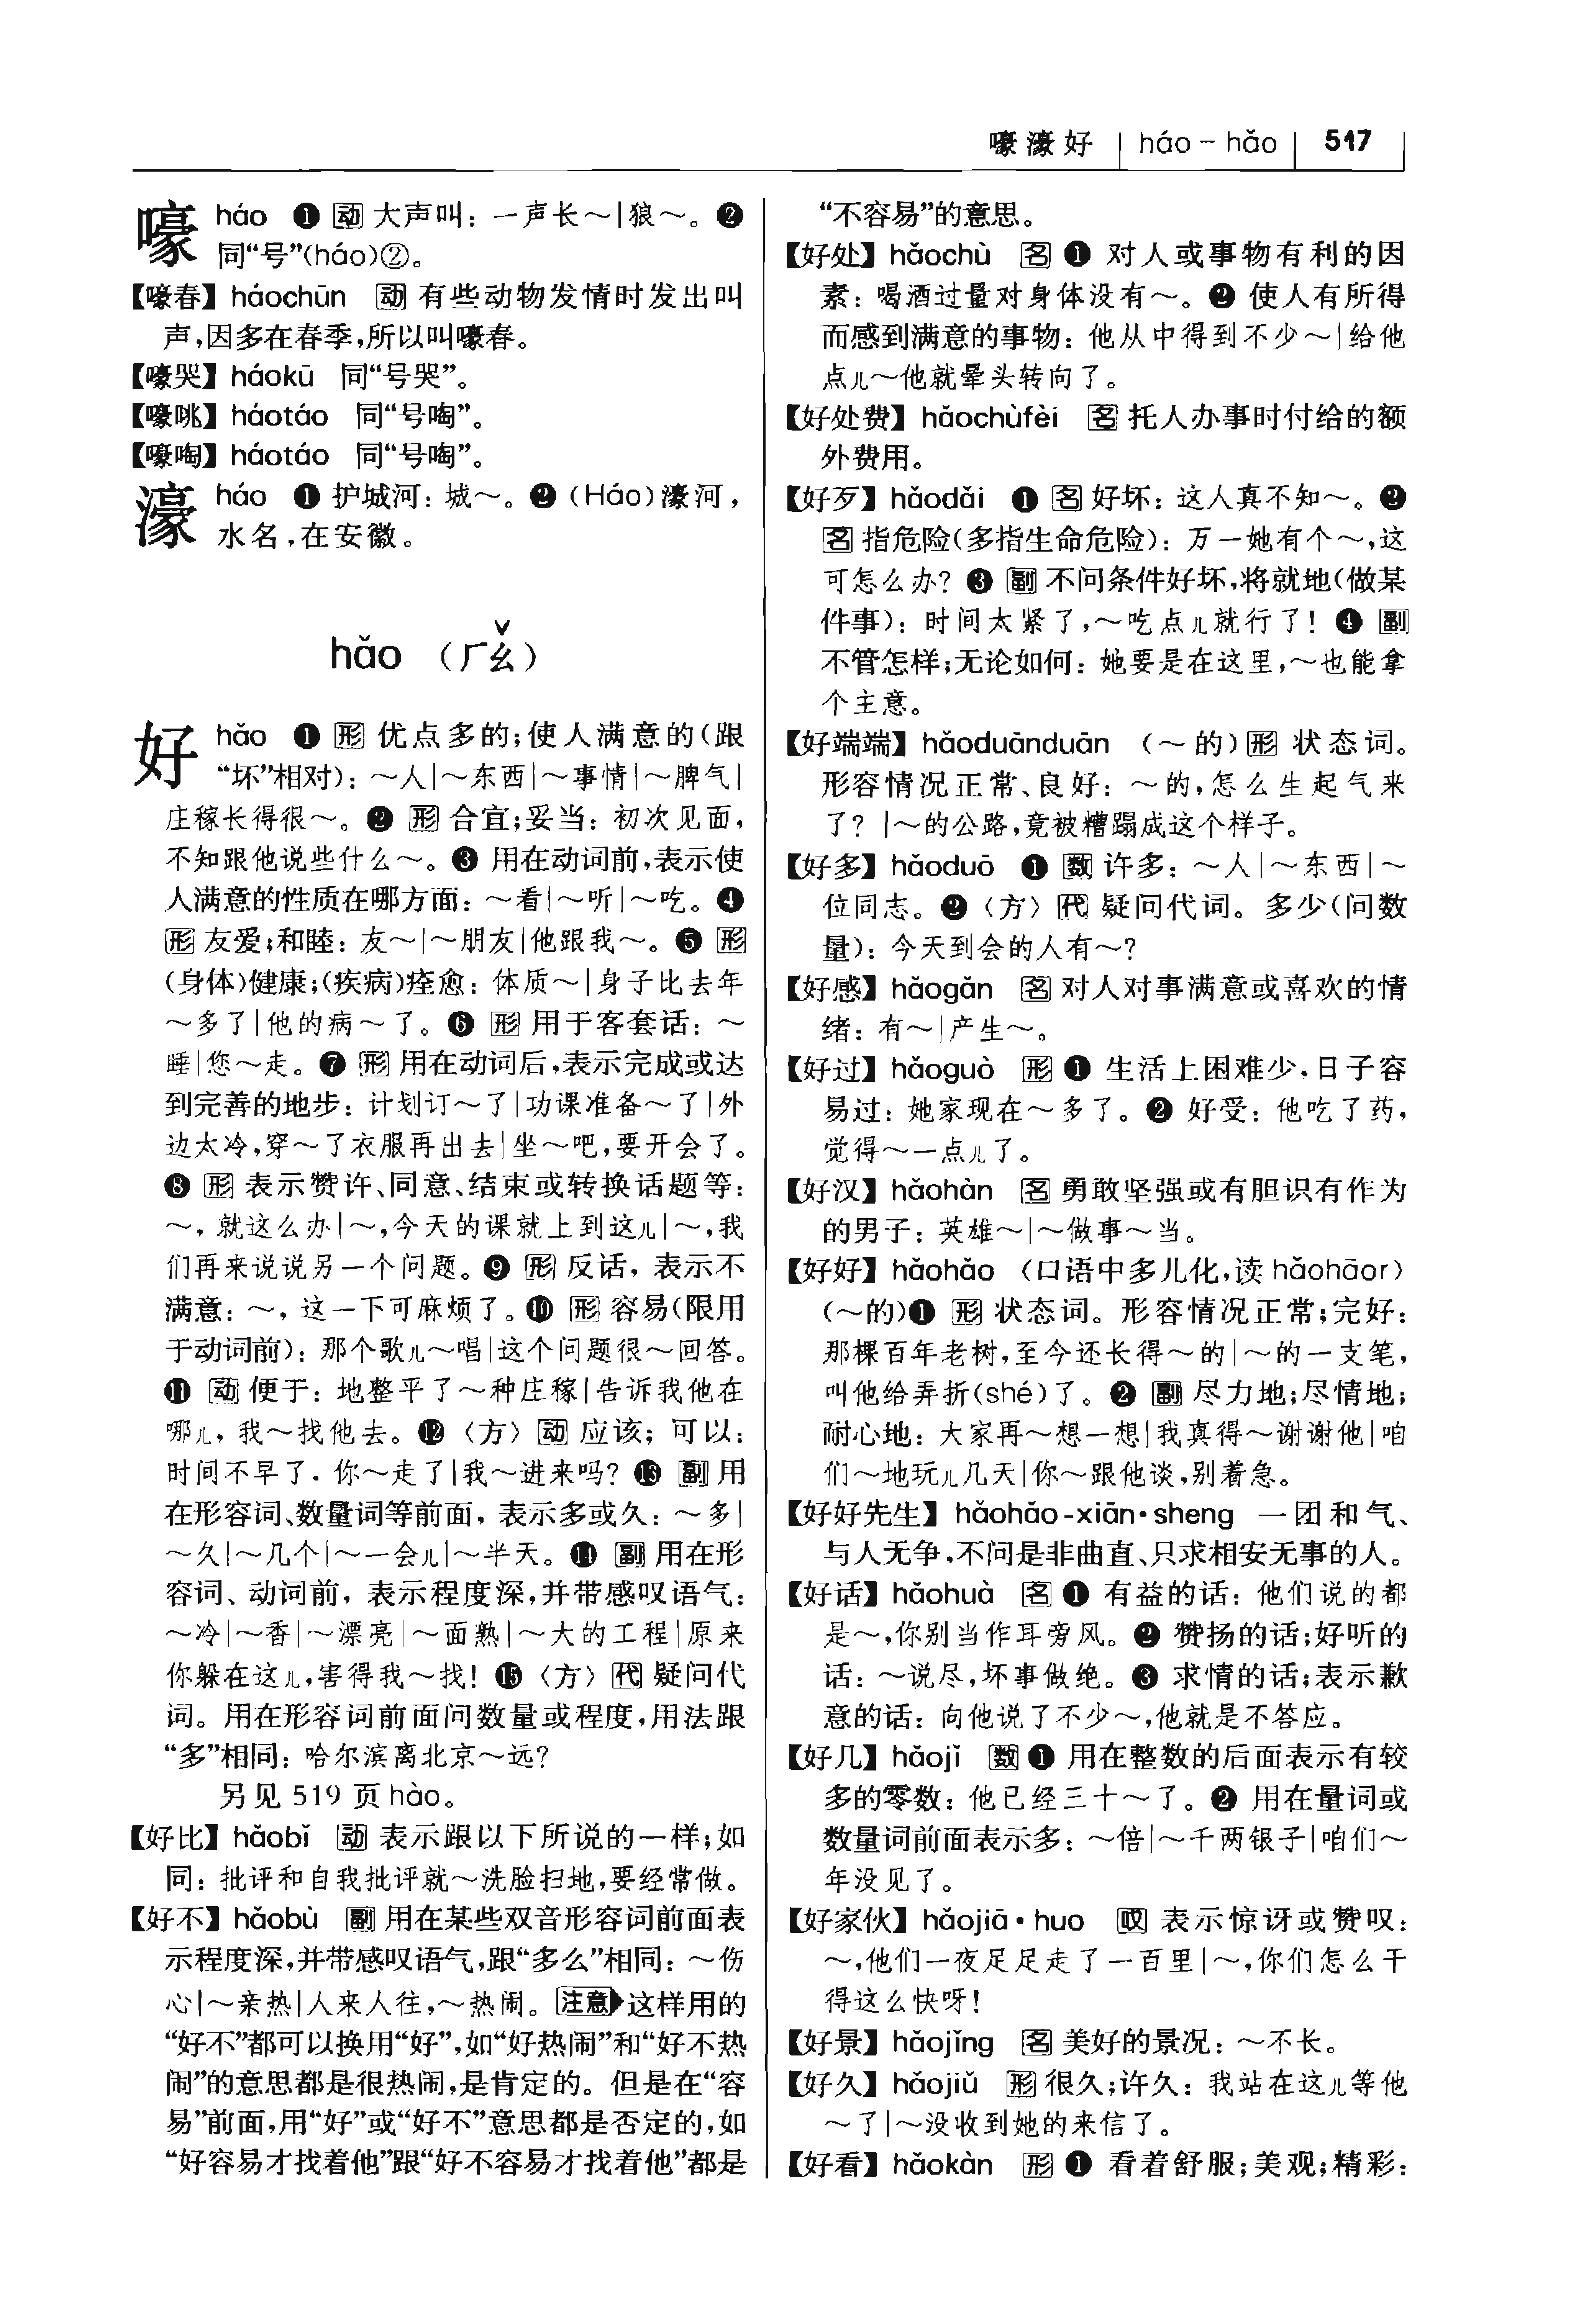 嚎濠好 | háo – hǎo | 517
嚎 háo ❶ 动 大声叫：一声长～|狼～。❷
同“号”(háo)②。
【嚎春】háochūn 动 有些动物发情时发出叫
声，因多在春季，所以叫嚎春。
【嚎哭】háokū 同“号哭”。
【嚎咷】háotáo 同“号啕”。
【嚎啕】háotáo 同“号啕”。
濠 háo ❶ 护城河：城～。❷（Háo）濠河，
水名，在安徽。
hǎo （ㄏㄠˇ）
好 hǎo ❶ 形 优点多的；使人满意的（跟
“坏”相对）：～人|～东西|～事情|～脾气|
庄稼长得很～。❷ 形 合宜；妥当：初次见面，
不知跟他说些什么～。❸ 用在动词前，表示使
人满意的性质在哪方面：～看|～听|～吃。❹
形 友爱；和睦：友～|～朋友|他跟我～。❺ 形
（身体）健康；（疾病）痊愈：体质～|身子比去年
～多了|他的病～了。❻ 形 用于客套话：～
睡|您～走。❼ 形 用在动词后，表示完成或达
到完善的地步：计划订～了|功课准备～了|外
边太冷，穿～了衣服再出去|坐～吧，要开会了。
❽ 形 表示赞许、同意、结束或转换话题等：
～，就这么办|～，今天的课就上到这儿|～，我
们再来说说另一个问题。❾ 形 反话，表示不
满意：～，这一下可麻烦了。❿ 形 容易（限用
于动词前）：那个歌儿～唱|这个问题很～回答。
⓫ 动 便于：地整平了～种庄稼|告诉我他在
哪儿，我～找他去。⓬〈方〉动 应该；可以：
时间不早了．你～走了|我～进来吗？⓭ 副 用
在形容词、数量词等前面，表示多或久：～多|
～久|～几个|～一会儿|～半天。⓮ 副 用在形
容词、动词前，表示程度深，并带感叹语气：
～冷|～香|～漂亮|～面熟|～大的工程|原来
你躲在这儿，害得我～找！⓯〈方〉代 疑问代
词。用在形容词前面问数量或程度，用法跟
“多”相同：哈尔滨离北京～远？
另见 519 页 hào。
【好比】hǎobǐ 动 表示跟以下所说的一样；如
同：批评和自我批评就～洗脸扫地，要经常做。
【好不】hǎobù 副 用在某些双音形容词前面表
示程度深，并带感叹语气，跟“多么”相同：～伤
心|～亲热|人来人往，～热闹。注意 这样用的
“好不”都可以换用“好”，如“好热闹”和“好不热
闹”的意思都是很热闹，是肯定的。但是在“容
易”前面，用“好”或“好不”意思都是否定的，如
“好容易才找着他”跟“好不容易才找着他”都是
“不容易”的意思。
【好处】hǎochù 名 ❶ 对人或事物有利的因
素：喝酒过量对身体没有～。❷ 使人有所得
而感到满意的事物：他从中得到不少～|给他
点儿～他就晕头转向了。
【好处费】hǎochùfèi 名 托人办事时付给的额
外费用。
【好歹】hǎodǎi ❶ 名 好坏：这人真不知～。❷
名 指危险（多指生命危险）：万一她有个～，这
可怎么办？❸ 副 不问条件好坏，将就地（做某
件事）：时间太紧了，～吃点儿就行了！❹ 副
不管怎样；无论如何：她要是在这里，～也能拿
个主意。
【好端端】hǎoduānduān （～的）形 状态词。
形容情况正常、良好：～的，怎么生起气来
了？|～的公路，竟被糟蹋成这个样子。
【好多】hǎoduō ❶ 数 许多：～人|～东西|～
位同志。❷〈方〉代 疑问代词。多少（问数
量）：今天到会的人有～？
【好感】hǎogǎn 名 对人对事满意或喜欢的情
绪：有～|产生～。
【好过】hǎoguò 形 ❶ 生活上困难少，日子容
易过：她家现在～多了。❷ 好受：他吃了药，
觉得～一点儿了。
【好汉】hǎohàn 名 勇敢坚强或有胆识有作为
的男子：英雄～|～做事～当。
【好好】hǎohǎo （口语中多儿化，读 hǎohāor）
（～的）❶ 形 状态词。形容情况正常；完好：
那棵百年老树，至今还长得～的|～的一支笔，
叫他给弄折（shé）了。❷ 副 尽力地；尽情地；
耐心地：大家再～想一想|我真得～谢谢他|咱
们～地玩儿几天|你～跟他谈，别着急。
【好好先生】hǎohǎo-xiān·sheng 一团和气、
与人无争，不问是非曲直、只求相安无事的人。
【好话】hǎohuà 名 ❶ 有益的话：他们说的都
是～，你别当作耳旁风。❷ 赞扬的话；好听的
话：～说尽，坏事做绝。❸ 求情的话；表示歉
意的话：向他说了不少～，他就是不答应。
【好几】hǎojǐ 数 ❶ 用在整数的后面表示有较
多的零数：他已经三十～了。❷ 用在量词或
数量词前面表示多：～倍|～千两银子|咱们～
年没见了。
【好家伙】hǎojiā·huo 叹 表示惊讶或赞叹：
～，他们一夜足足走了一百里|～，你们怎么干
得这么快呀！
【好景】hǎojǐng 名 美好的景况：～不长。
【好久】hǎojiǔ 形 很久；许久：我站在这儿等他
～了|～没收到她的来信了。
【好看】hǎokàn 形 ❶ 看着舒服；美观；精彩：